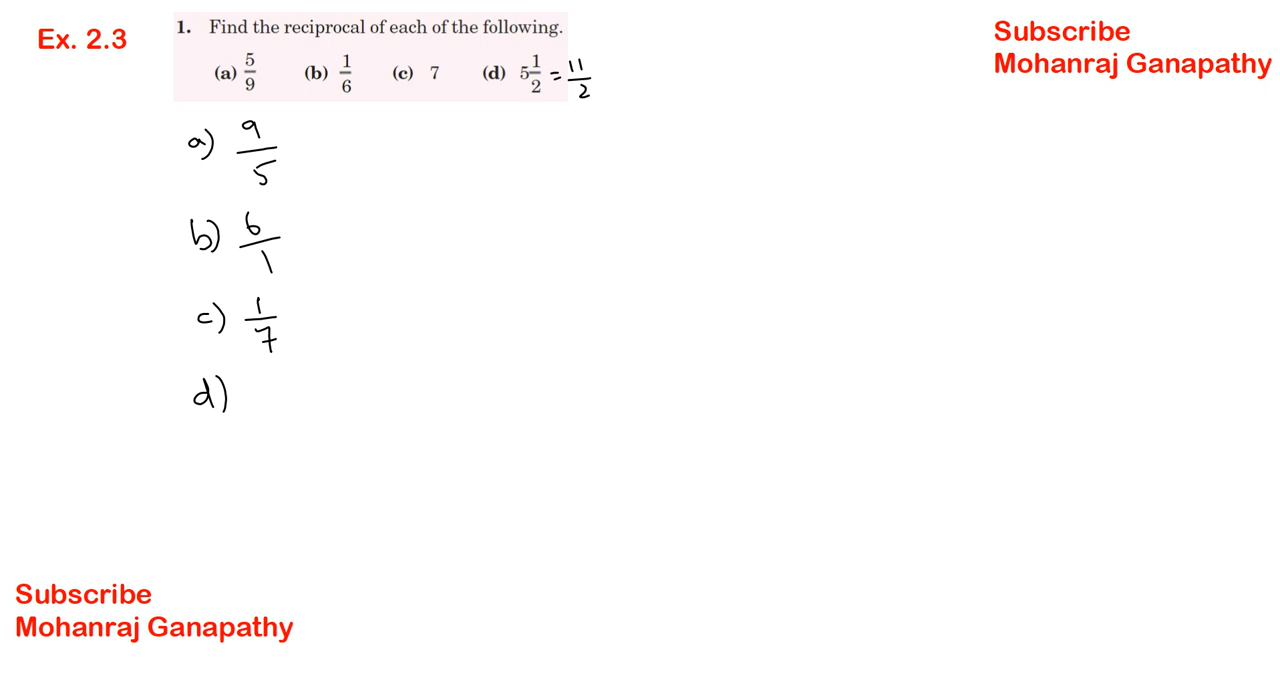 Ex. 2.3
1. Find the reciprocal of each of the following.
(a) 5/9 (b) 1/6 (c) 7 (d) 5 1/2 = 11/2
a) 9/5
b) 6/1
c) 1/7
d)
Subscribe
Mohanraj Ganapathy
Subscribe
Mohanraj Ganapathy